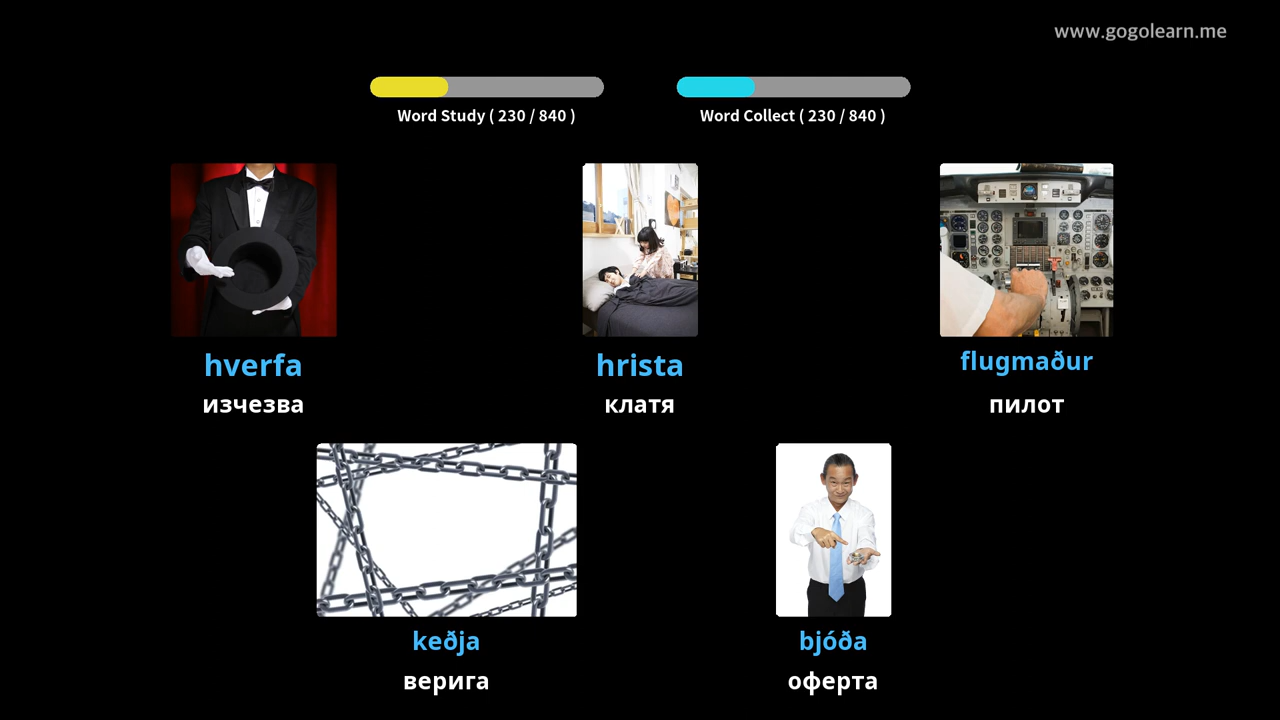 www.gogolearn.me
Word Study ( 230 / 840 )
Word Collect ( 230 / 840 )
hverfa
изчезва
hrista
клатя
flugmaður
пилот
keðja
верига
bjóða
оферта